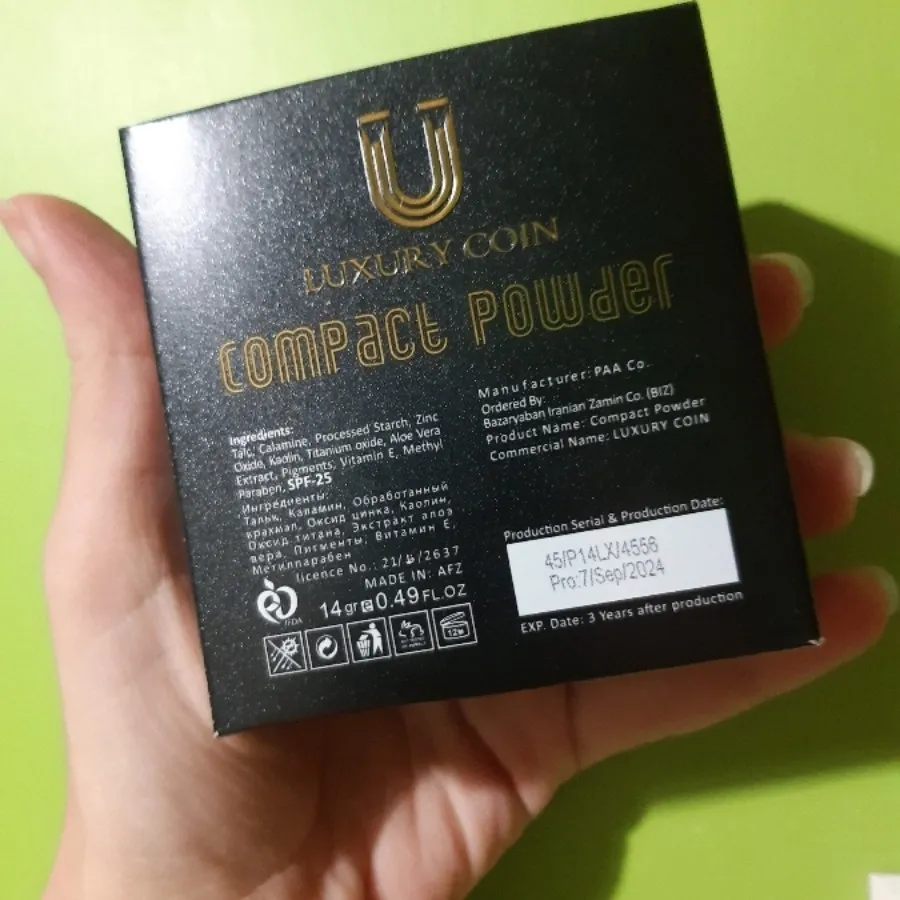 U
LUXURY COIN
Compact Powder
Ingredients:
Talc, Calamine, Processed Starch, Zinc
Oxide, Kaolin, Titanium oxide, Aloe Vera
Extract, Pigments, Vitamin E, Methyl
Paraben, SPF-25
Ингредиенты:
Тальк, Каламин, Обработанный
крахмал, Оксид цинка, Каолин,
Оксид титана, Экстракт алоэ
вера, Пигменты, Витамин Е,
Метилпарабен
licence No.: 21/ /2637
MADE IN: AFZ
IFDA
14gr e 0.49FL.OZ
12M
Manufacturer: PAA Co.
Ordered By:
Bazaryaban Iranian Zamin Co. (BIZ)
Product Name: Compact Powder
Commercial Name: LUXURY COIN
Production Serial & Production Date:
45/P14LX/4556
Pro:7/Sep/2024
EXP. Date: 3 Years after production